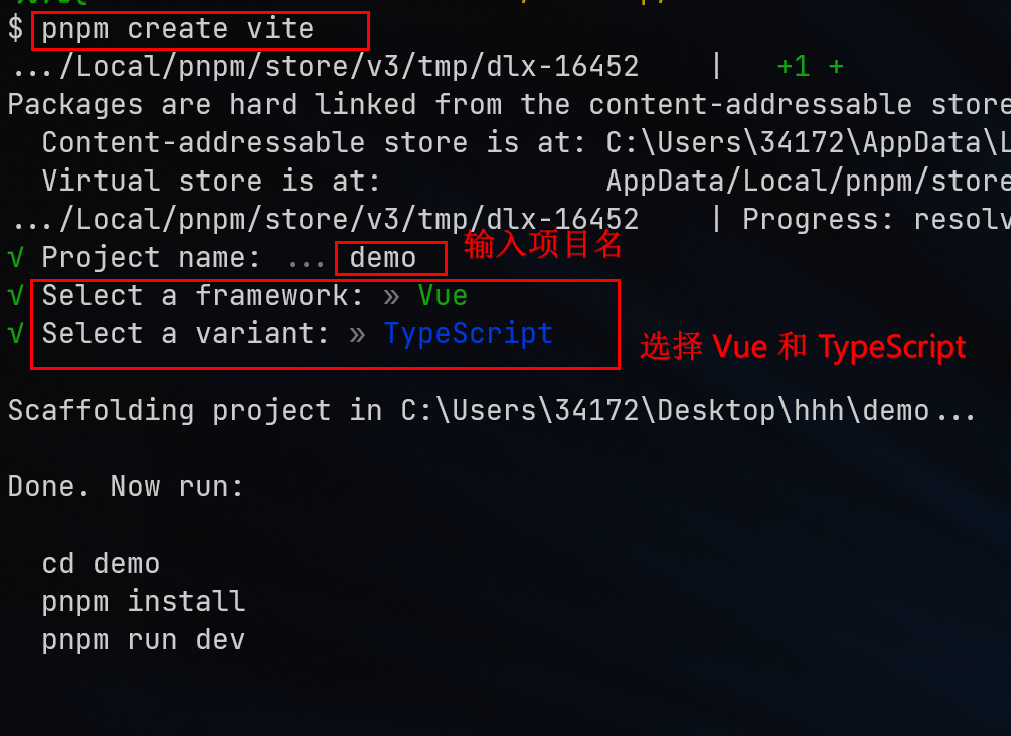 $ pnpm create vite
.../Local/pnpm/store/v3/tmp/dlx-16452    |   +1 +
Packages are hard linked from the content-addressable store
  Content-addressable store is at: C:\Users\34172\AppData\L
  Virtual store is at:             AppData/Local/pnpm/store
.../Local/pnpm/store/v3/tmp/dlx-16452    | Progress: resolv
√ Project name: ... demo 输入项目名
√ Select a framework: » Vue
√ Select a variant: » TypeScript
选择 Vue 和 TypeScript
Scaffolding project in C:\Users\34172\Desktop\hhh\demo...
Done. Now run:
  cd demo
  pnpm install
  pnpm run dev